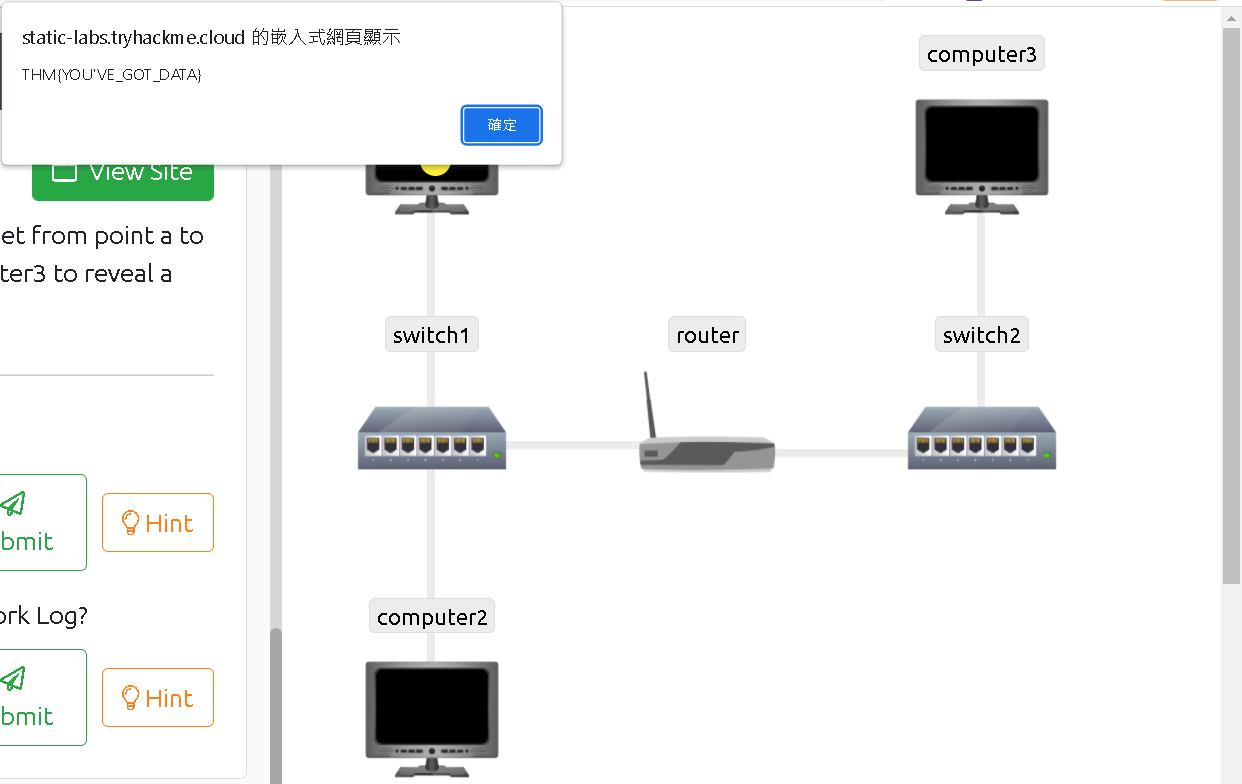 static-labs.tryhackme.cloud 的嵌入式網頁顯示
THM{YOU'VE_GOT_DATA}
確定
View Site
et from point a to
ter3 to reveal a
bmit
Hint
ork Log?
bmit
Hint
computer3
switch1
router
switch2
computer2